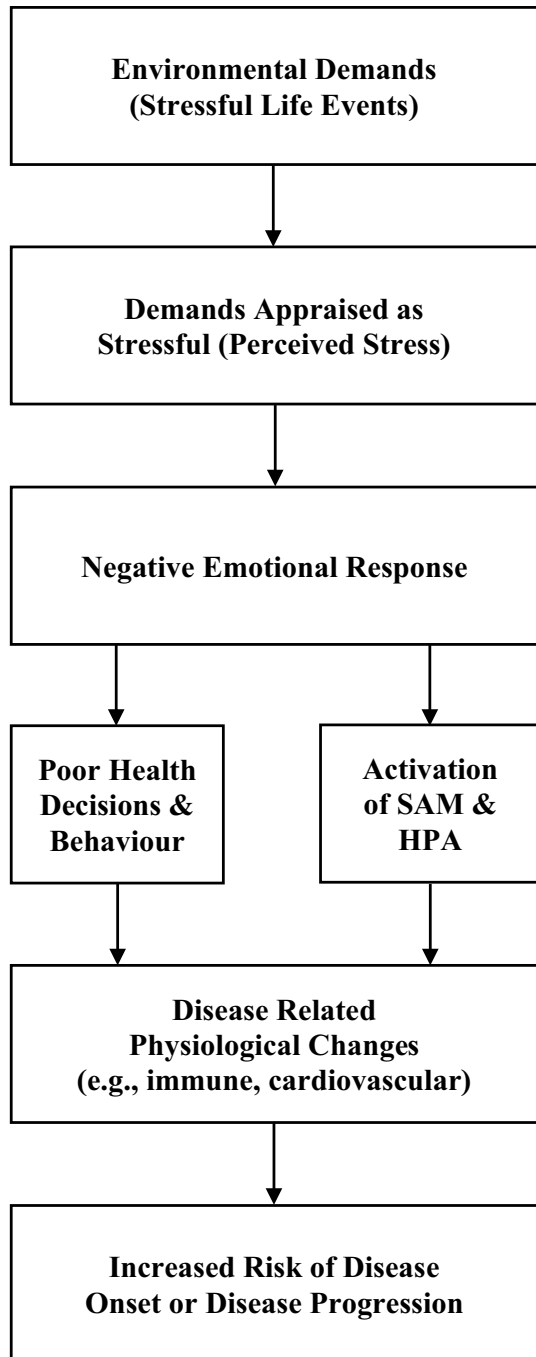 Environmental Demands
(Stressful Life Events)
Demands Appraised as
Stressful (Perceived Stress)
Negative Emotional Response
Poor Health
Decisions &
Behaviour
Activation
of SAM &
HPA
Disease Related
Physiological Changes
(e.g., immune, cardiovascular)
Increased Risk of Disease
Onset or Disease Progression